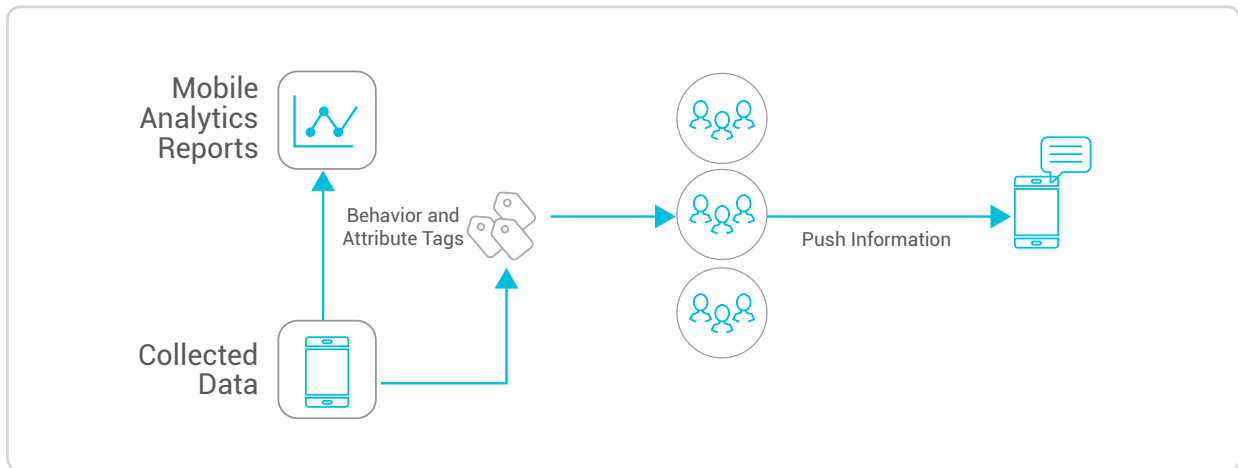 Mobile
Analytics
Reports
Behavior and
Attribute Tags
Push Information
Collected
Data